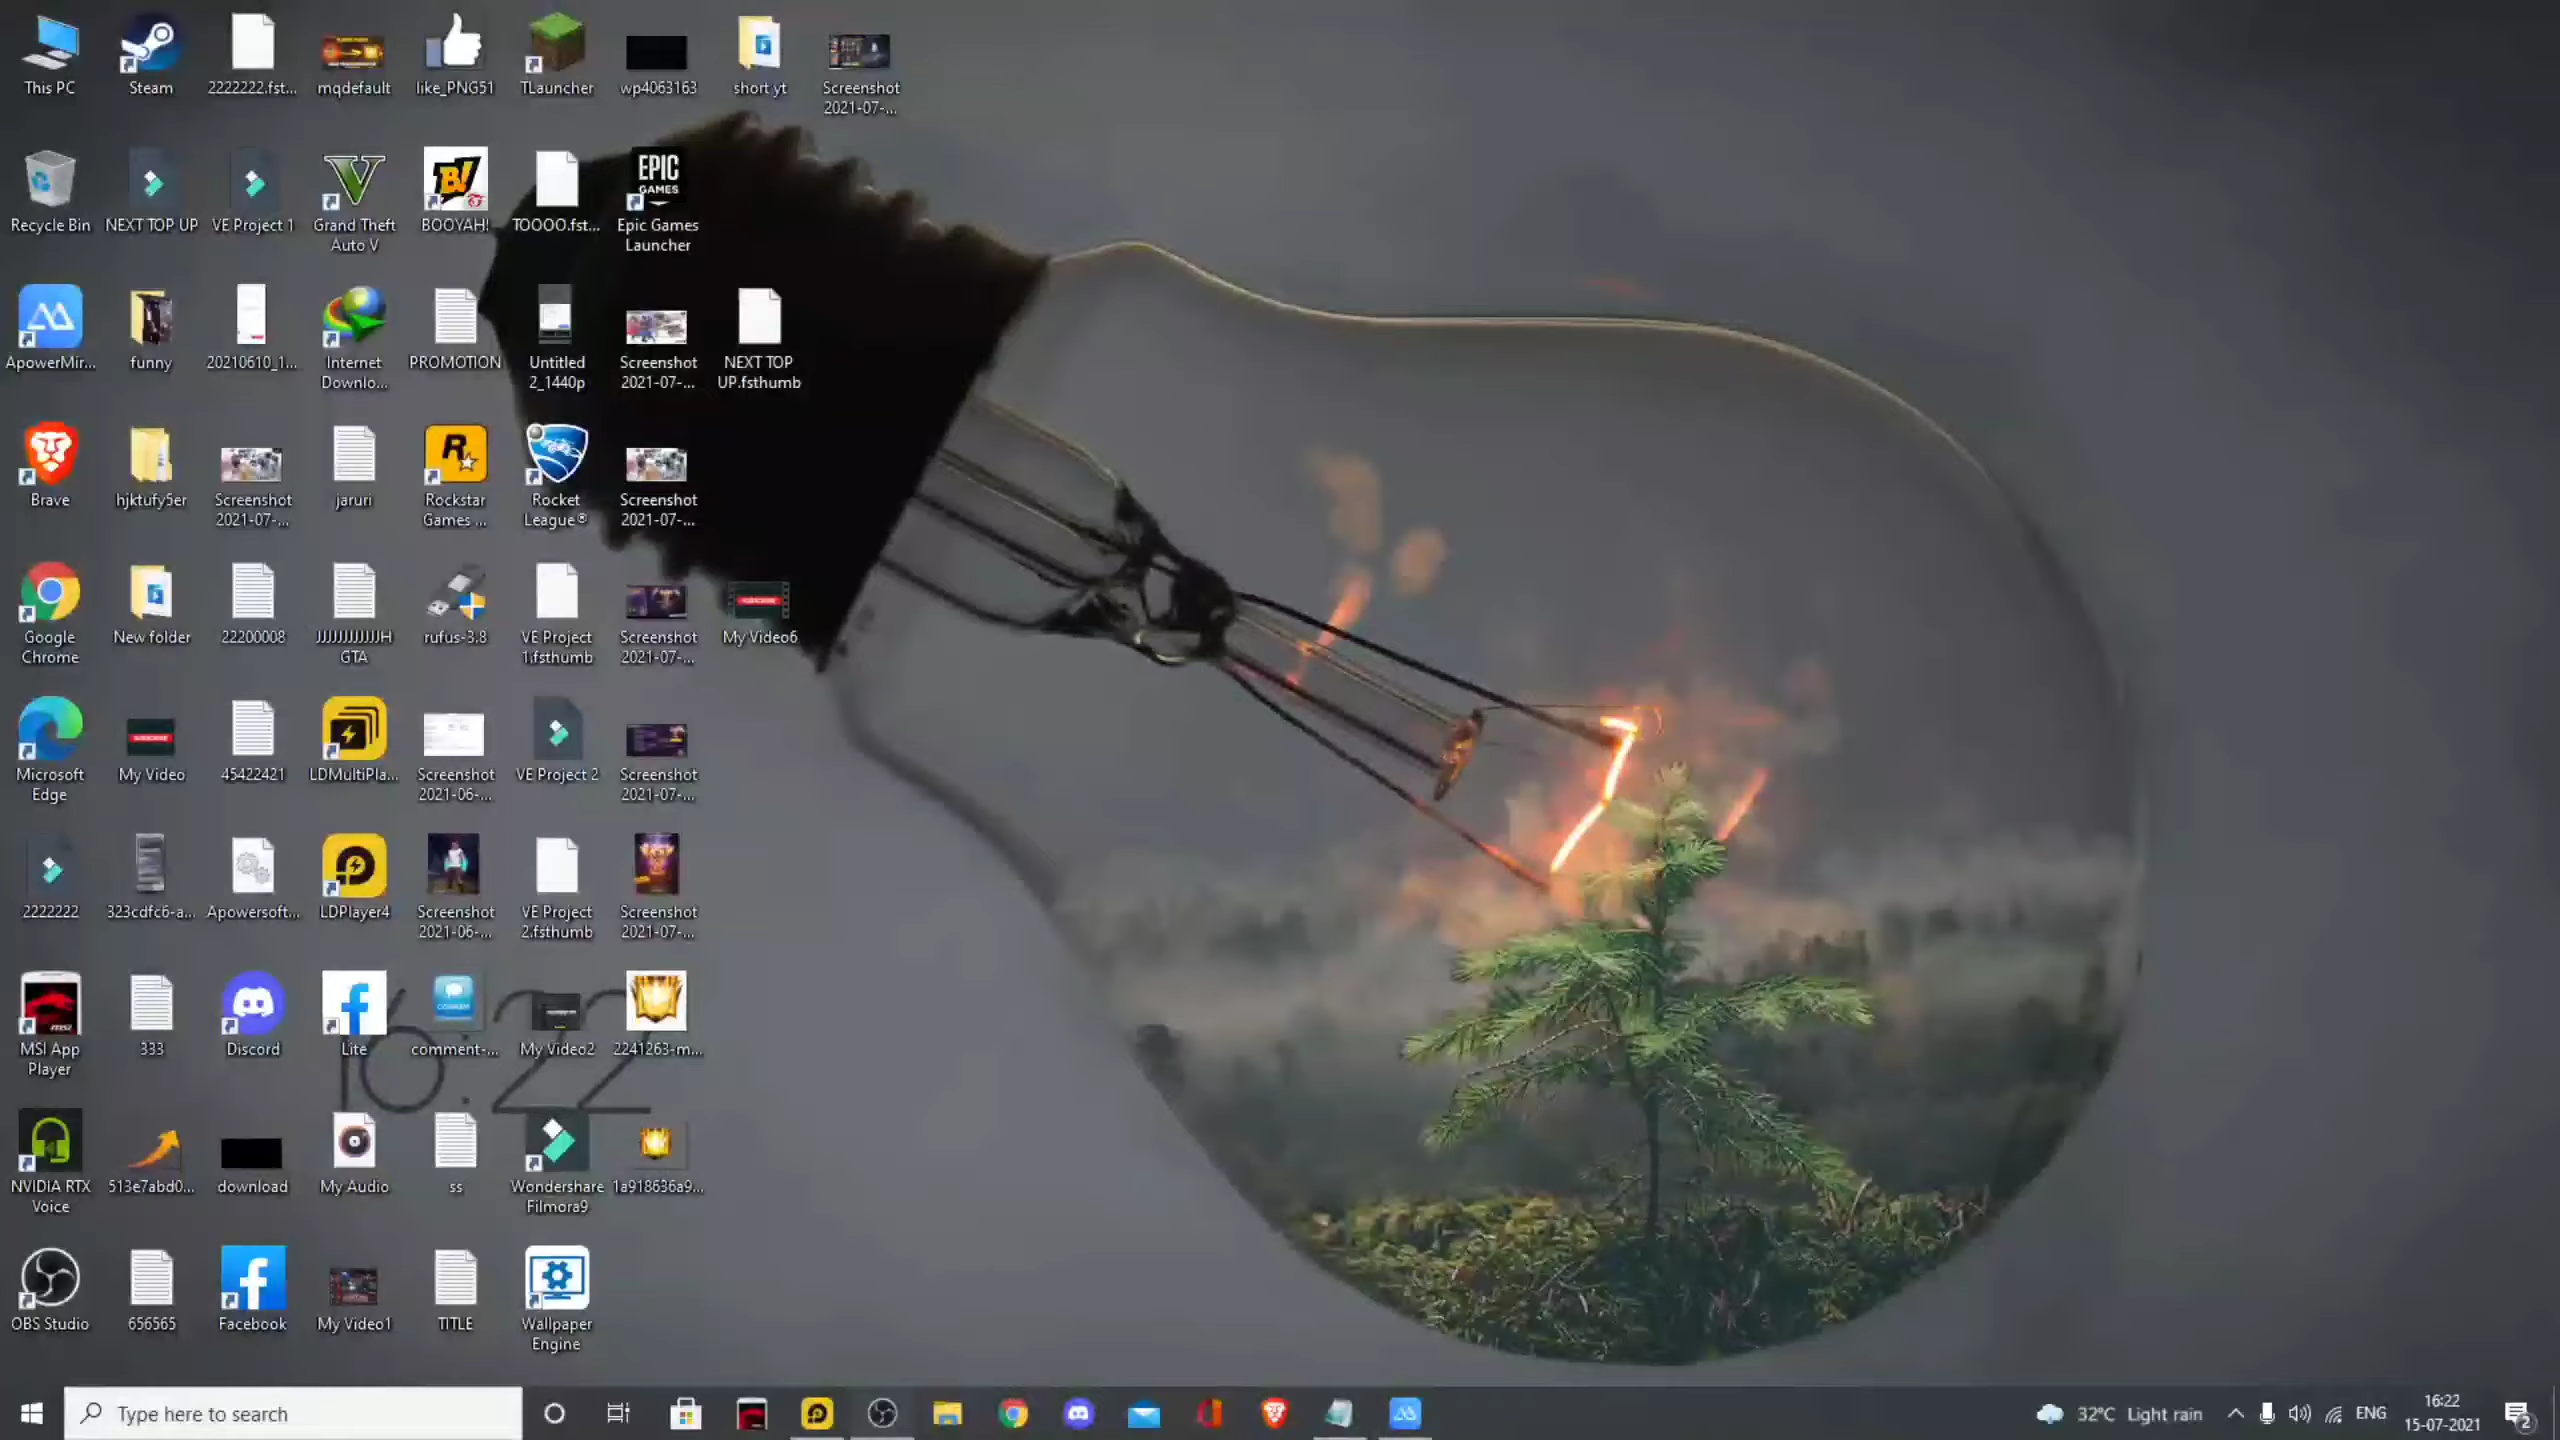 This PC
Steam
2222222.fst...
mqdefault
like_PNG51
TLauncher
wp4063163
short yt
Screenshot
2021-07-...
Recycle Bin
NEXT TOP UP
VE Project 1
Grand Theft
Auto V
BOOYAH!
TOOOO.fst...
EPIC
GAMES
Epic Games
Launcher
ApowerMir...
funny
20210610_1...
Internet
Downlo...
PROMOTION
Untitled
2_1440p
Screenshot
2021-07-...
NEXT TOP
UP.fsthumb
Brave
hjktufy5er
Screenshot
2021-07-...
jaruri
Rockstar
Games ...
Rocket
League®
Screenshot
2021-07-...
Google
Chrome
New folder
22200008
JJJJJJJJJJJJH
GTA
rufus-3.8
VE Project
1.fsthumb
Screenshot
2021-07-...
SUBSCRIBE
My Video6
Microsoft
Edge
SUBSCRIBE
My Video
45422421
LDMultiPla...
Screenshot
2021-06-...
VE Project 2
Screenshot
2021-07-...
2222222
323cdfc6-a...
Apowersoft...
LDPlayer4
Screenshot
2021-06-...
VE Project
2.fsthumb
Screenshot
2021-07-...
MSI App
Player
333
Discord
Lite
comment-...
My Video2
2241263-m...
16:22
NVIDIA RTX
Voice
513e7abd0...
download
My Audio
ss
Wondershare
Filmora9
1a918636a9...
OBS Studio
656565
Facebook
My Video1
TITLE
Wallpaper
Engine
Type here to search
32°C Light rain
ENG
16:22
15-07-2021
2